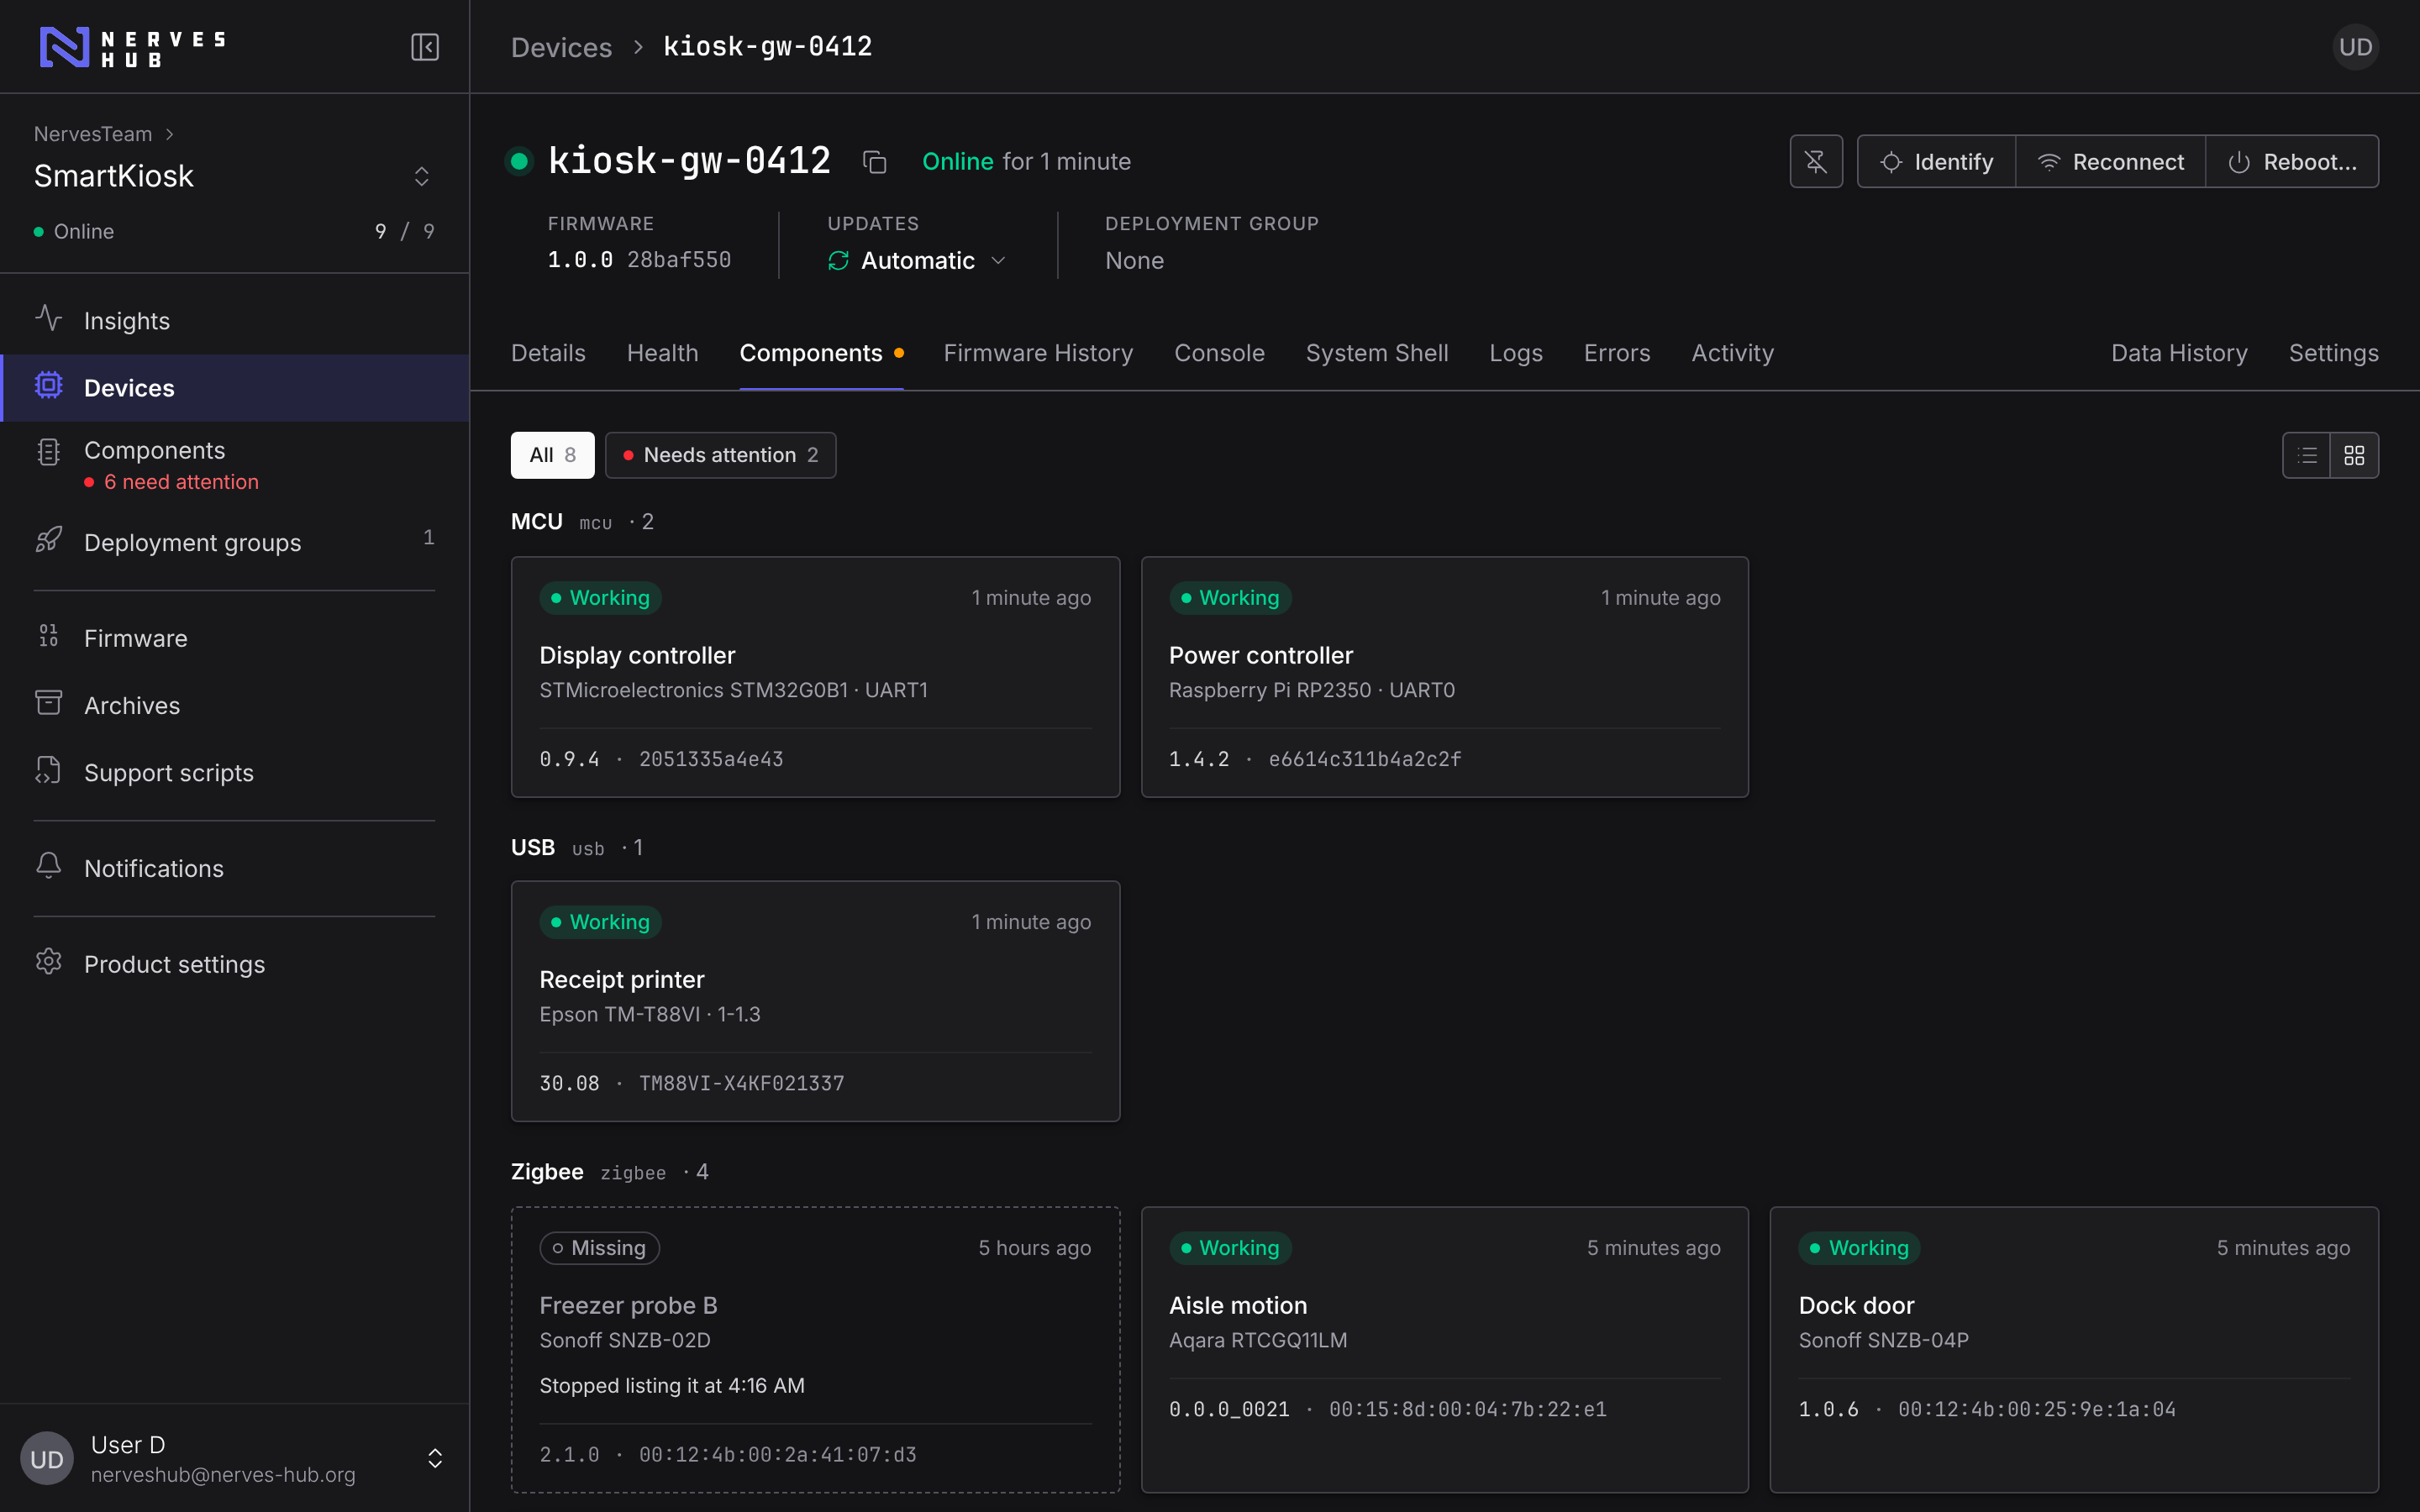 NERVES
HUB
Devices > kiosk-gw-0412
UD
NervesTeam >
SmartKiosk
Online 9 / 9
Insights
Devices
Components
6 need attention
Deployment groups 1
Firmware
Archives
Support scripts
Notifications
Product settings
User D
nerveshub@nerves-hub.org
UD
kiosk-gw-0412 Online for 1 minute
Identify Reconnect Reboot...
FIRMWARE UPDATES DEPLOYMENT GROUP
1.0.0 28baf550 Automatic None
Details Health Components Firmware History Console System Shell Logs Errors Activity Data History Settings
All 8 Needs attention 2
MCU mcu · 2
Working 1 minute ago
Display controller
STMicroelectronics STM32G0B1 · UART1
0.9.4 · 2051335a4e43
Working 1 minute ago
Power controller
Raspberry Pi RP2350 · UART0
1.4.2 · e6614c311b4a2c2f
USB usb · 1
Working 1 minute ago
Receipt printer
Epson TM-T88VI · 1-1.3
30.08 · TM88VI-X4KF021337
Zigbee zigbee · 4
Missing 5 hours ago
Freezer probe B
Sonoff SNZB-02D
Stopped listing it at 4:16 AM
2.1.0 · 00:12:4b:00:2a:41:07:d3
Working 5 minutes ago
Aisle motion
Aqara RTCGQ11LM
0.0.0_0021 · 00:15:8d:00:04:7b:22:e1
Working 5 minutes ago
Dock door
Sonoff SNZB-04P
1.0.6 · 00:12:4b:00:25:9e:1a:04